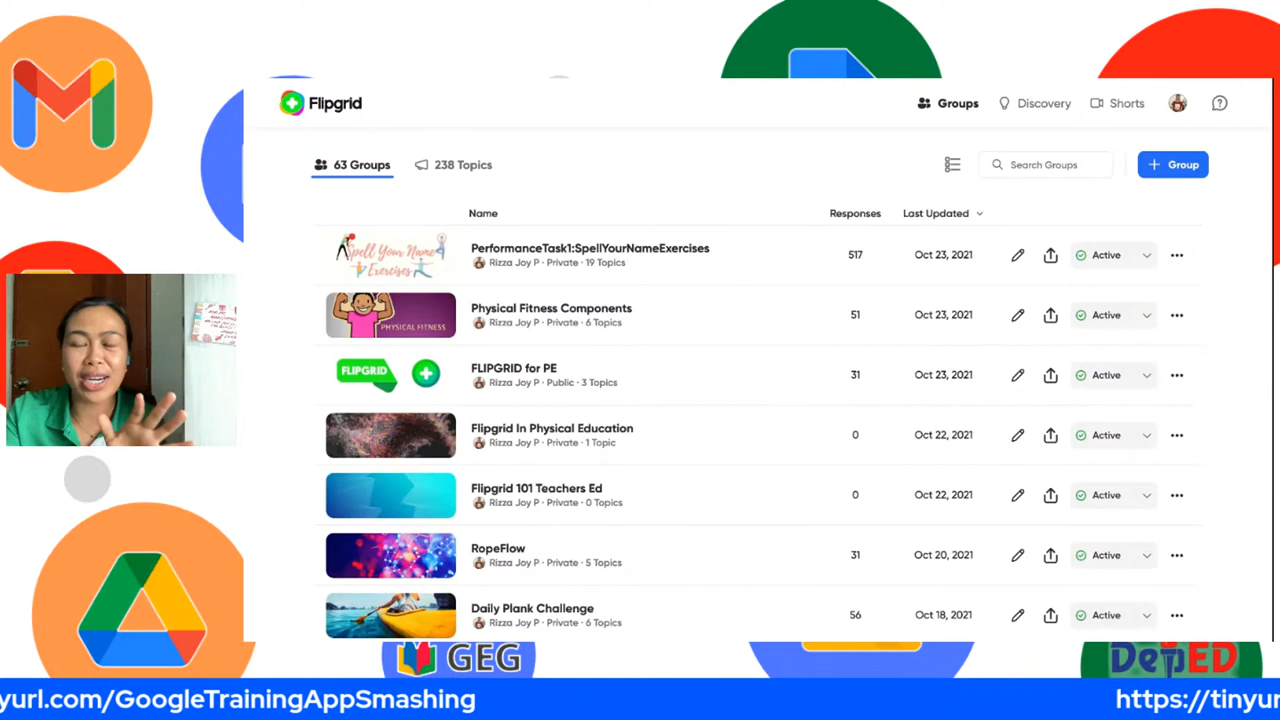 Flipgrid
Groups
Discovery
Shorts
63 Groups
238 Topics
Search Groups
+ Group
Name
Responses
Last Updated
Spell Your Name
Exercises
PerformanceTask1:SpellYourNameExercises
Rizza Joy P · Private · 19 Topics
517
Oct 23, 2021
Active
PHYSICAL FITNESS
Physical Fitness Components
Rizza Joy P · Private · 6 Topics
51
Oct 23, 2021
Active
FLIPGRID
FLIPGRID for PE
Rizza Joy P · Public · 3 Topics
31
Oct 23, 2021
Active
Flipgrid In Physical Education
Rizza Joy P · Private · 1 Topic
0
Oct 22, 2021
Active
Flipgrid 101 Teachers Ed
Rizza Joy P · Private · 0 Topics
0
Oct 22, 2021
Active
RopeFlow
Rizza Joy P · Private · 5 Topics
31
Oct 20, 2021
Active
Daily Plank Challenge
Rizza Joy P · Private · 6 Topics
56
Oct 18, 2021
Active
GEG
DepED
nyurl.com/GoogleTrainingAppSmashing
https://tinyur